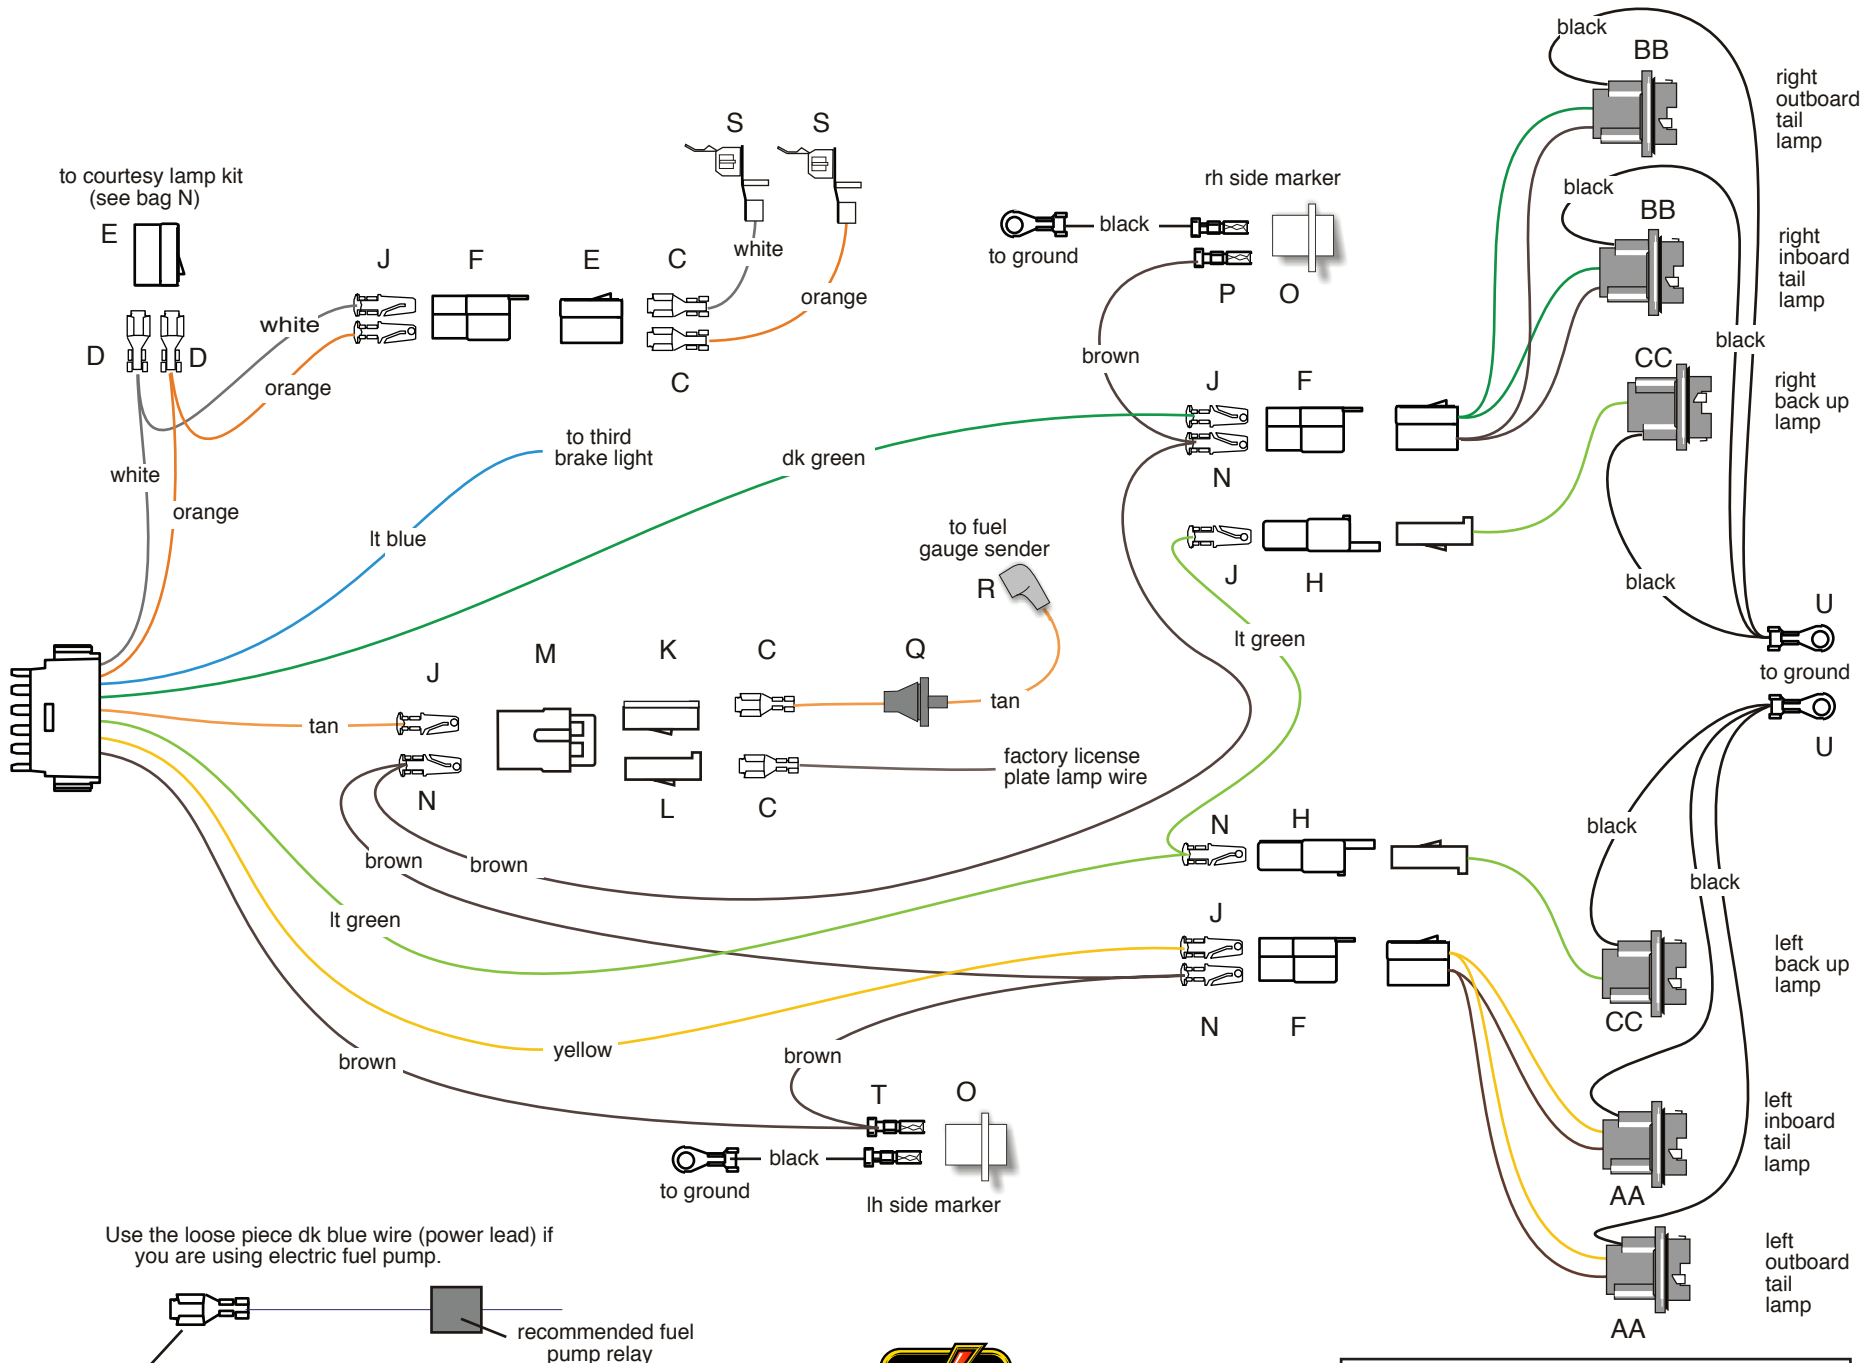 black
BB
right
outboard
tail
lamp
S
S
to courtesy lamp kit
(see bag N)
rh side marker
black
BB
E
black
to ground
white
right
inboard
tail
lamp
J
F
E
C
orange
P
O
white
black
D
D
brown
CC
orange
C
J
F
right
back up
lamp
to third
brake light
dk green
white
N
orange
to fuel
gauge sender
lt blue
R
J
H
black
U
lt green
to ground
J
M
K
C
Q
tan
tan
U
factory license
plate lamp wire
N
L
C
N
H
black
brown
brown
black
lt green
J
left
back up
lamp
N
F
CC
yellow
brown
brown
T
O
left
inboard
tail
lamp
black
to ground
lh side marker
AA
Use the loose piece dk blue wire (power lead) if
you are using electric fuel pump.
left
outboard
tail
lamp
recommended fuel
pump relay
AA